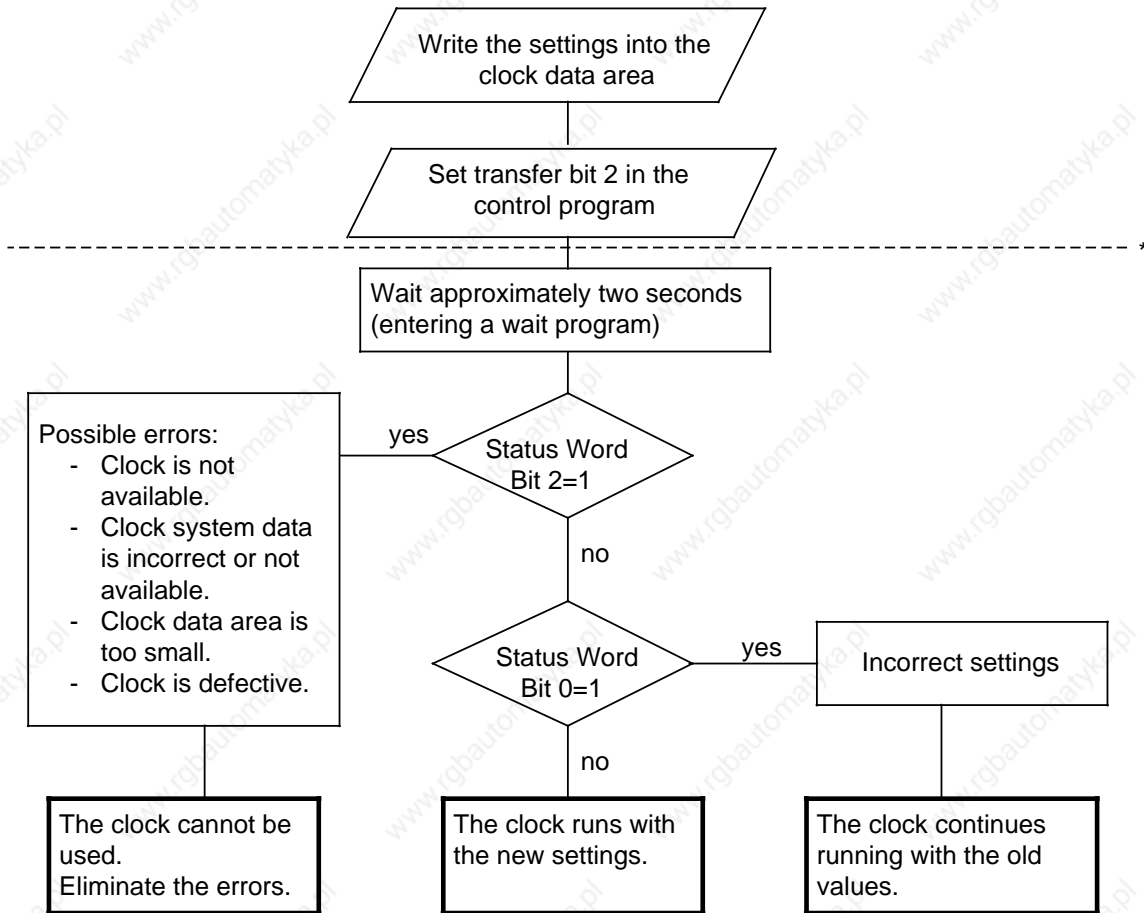 Write the settings into the
clock data area
Set transfer bit 2 in the
control program
*
Wait approximately two seconds
(entering a wait program)
Possible errors:
- Clock is not
available.
- Clock system data
is incorrect or not
available.
- Clock data area is
too small.
- Clock is defective.
yes
Status Word
Bit 2=1
no
Status Word
Bit 0=1
yes
Incorrect settings
no
The clock cannot be
used.
Eliminate the errors.
The clock runs with
the new settings.
The clock continues
running with the old
values.
www.rgbautomatyka.pl